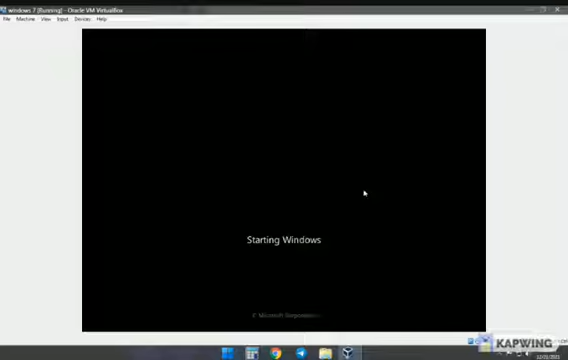 windows 7 [Running] - Oracle VM VirtualBox
File Machine View Input Devices Help
Starting Windows
© Microsoft Corporation
KAPWING